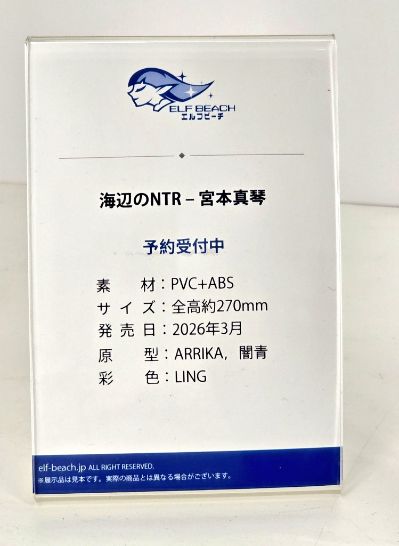 ELF BEACH
エルフビーチ
海辺のNTR – 宮本真琴
予約受付中
素　　材：PVC+ABS
サ イ ズ：全高約270mm
発 売 日：2026年3月
原　　型：ARRIKA，闇青
彩　　色：LING
elf-beach.jp ALL RIGHT RESERVED.
※展示品は見本です。実際の商品とは異なる場合がございます。